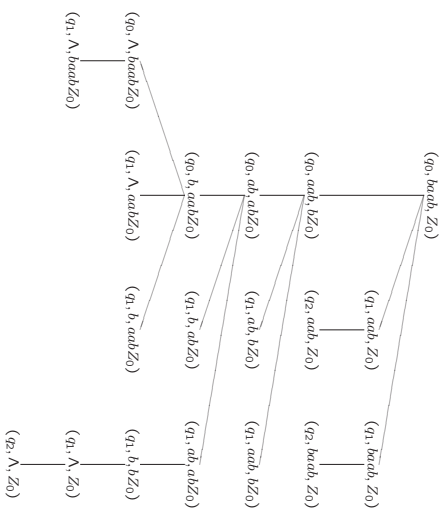 (q₀, baab, Z₀)
(q₁, aab, Z₀) (q₁, baab, Z₀)
(q₀, aab, bZ₀) (q₂, aab, Z₀) (q₂, baab, Z₀)
(q₀, ab, abZ₀) (q₁, ab, bZ₀) (q₁, aab, bZ₀)
(q₀, b, aabZ₀) (q₁, b, abZ₀) (q₁, ab, abZ₀)
(q₀, Λ, baabZ₀) (q₁, Λ, aabZ₀) (q₁, b, aabZ₀) (q₁, b, bZ₀)
(q₁, Λ, baabZ₀) (q₁, Λ, Z₀)
(q₂, Λ, Z₀)